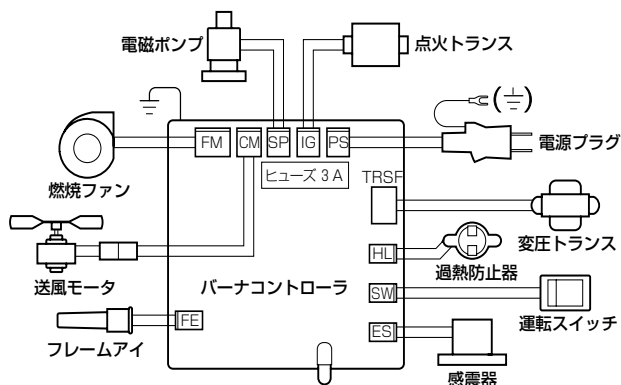 電磁ポンプ
点火トランス
FM
CM
SP
IG
PS
電源プラグ
ヒューズ 3 A
燃焼ファン
TRSF
変圧トランス
HL
過熱防止器
送風モータ
バーナコントローラ
SW
運転スイッチ
FE
フレームアイ
ES
感震器